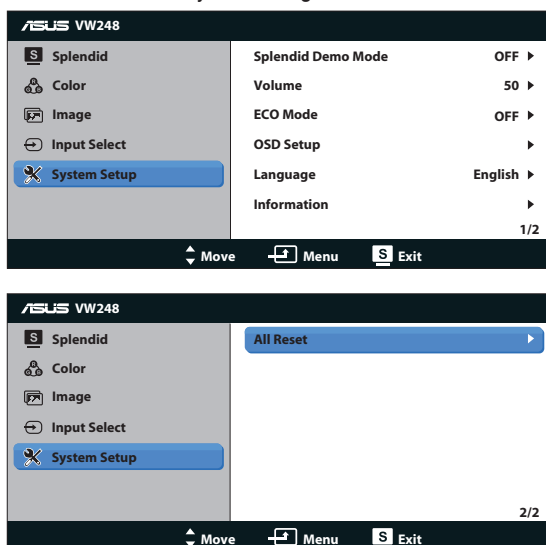 ASUS VW248
S Splendid
Splendid Demo Mode OFF
Color
Volume 50
Image
ECO Mode OFF
Input Select
OSD Setup
System Setup
Language English
Information
1/2
Move Menu S Exit
ASUS VW248
S Splendid
All Reset
Color
Image
Input Select
System Setup
2/2
Move Menu S Exit